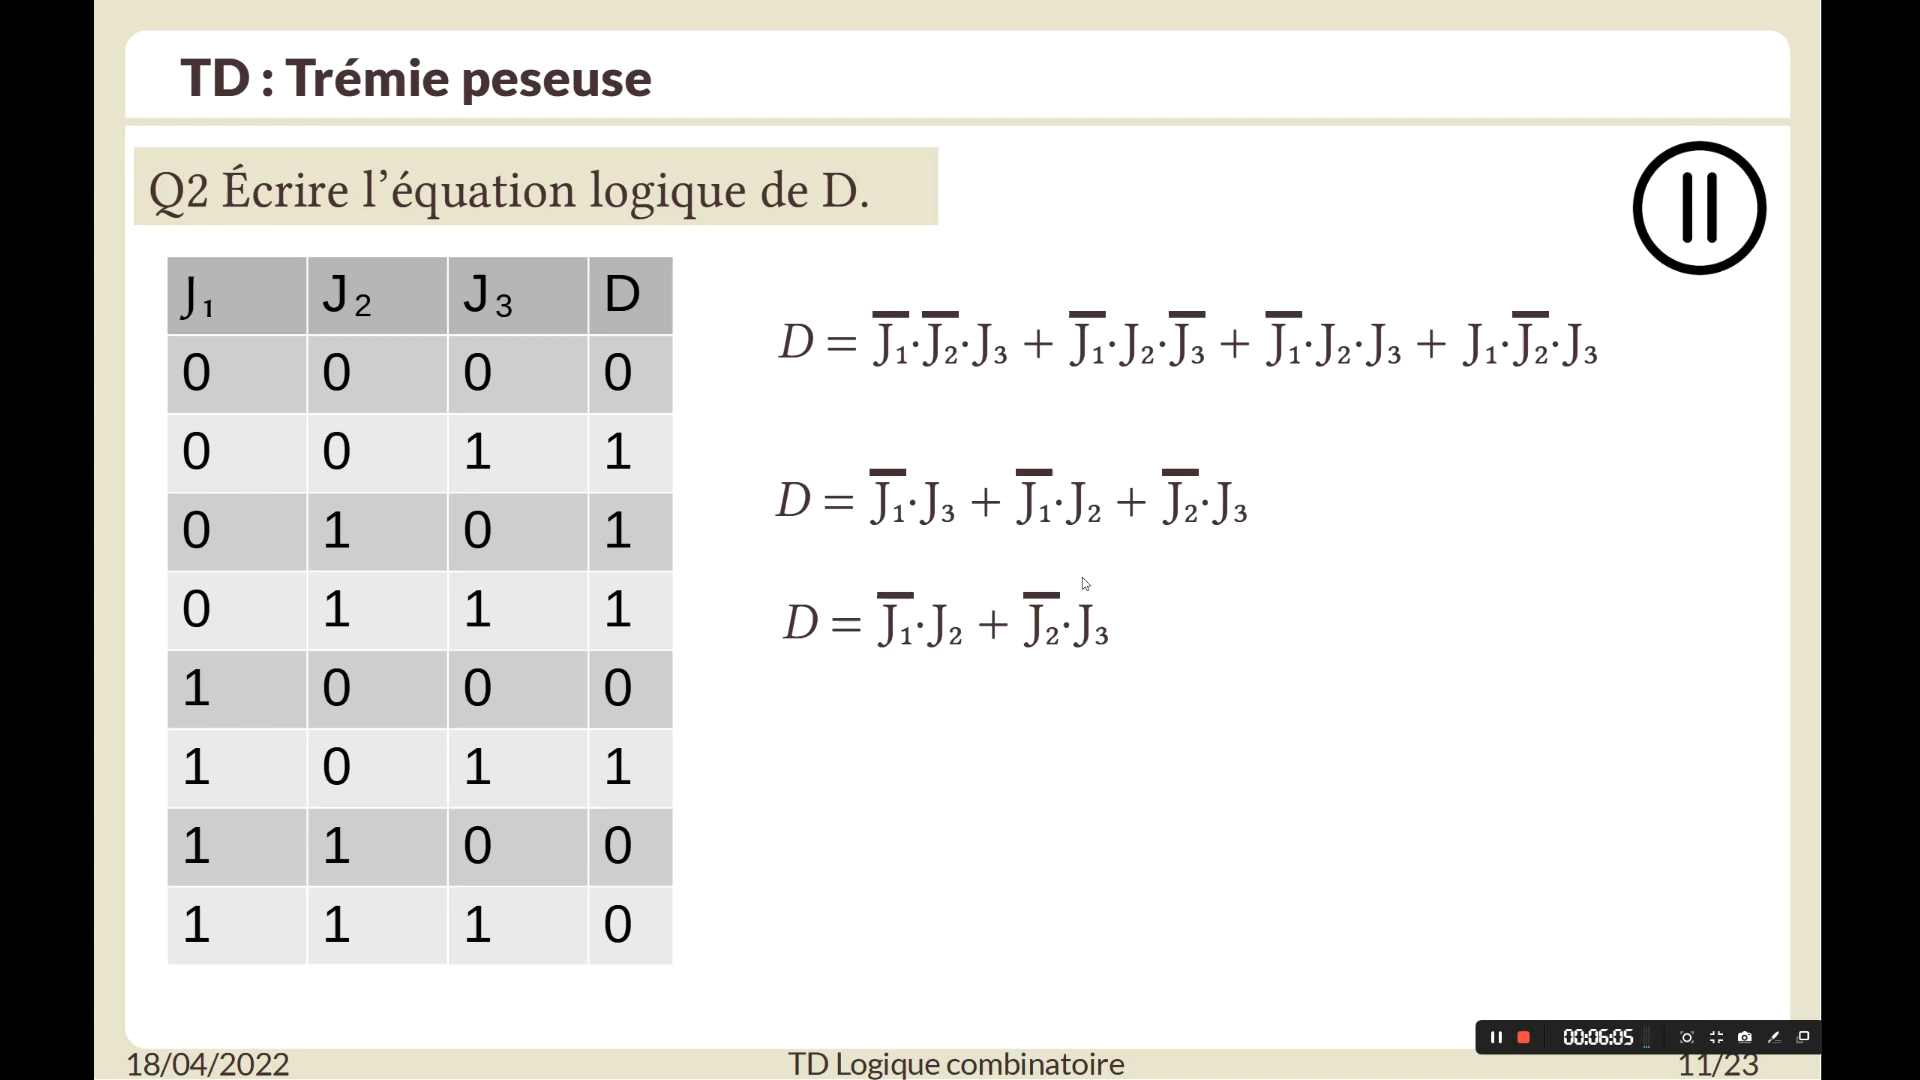 TD : Trémie peseuse
Q2 Écrire l’équation logique de D.
J₁ J₂ J₃ D
0 0 0 0
0 0 1 1
0 1 0 1
0 1 1 1
1 0 0 0
1 0 1 1
1 1 0 0
1 1 1 0
D = J̅₁·J̅₂·J₃ + J̅₁·J₂·J̅₃ + J̅₁·J₂·J₃ + J₁·J̅₂·J₃
D = J̅₁·J₃ + J̅₁·J₂ + J̅₂·J₃
D = J̅₁·J₂ + J̅₂·J₃
00:06:05
18/04/2022 TD Logique combinatoire 11/23